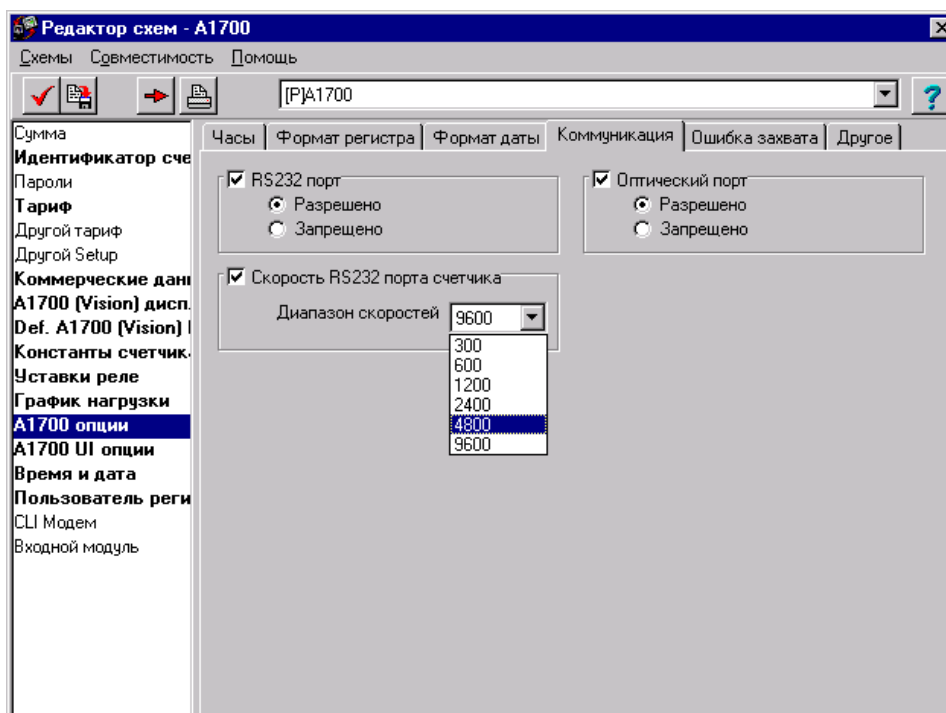 Редактор схем - A1700
Схемы Совместимость Помощь
[P]A1700
?
Сумма
Идентификатор сче
Пароли
Тариф
Другой тариф
Другой Setup
Коммерческие данн
A1700 (Vision) дисп.
Def. A1700 (Vision)
Константы счетчик
Уставки реле
График нагрузки
A1700 опции
A1700 UI опции
Время и дата
Пользователь реги
CLI Модем
Входной модуль
Часы Формат регистра Формат даты Коммуникация Ошибка захвата Другое
RS232 порт
Разрешено
Запрещено
Оптический порт
Разрешено
Запрещено
Скорость RS232 порта счетчика
Диапазон скоростей 9600
300
600
1200
2400
4800
9600